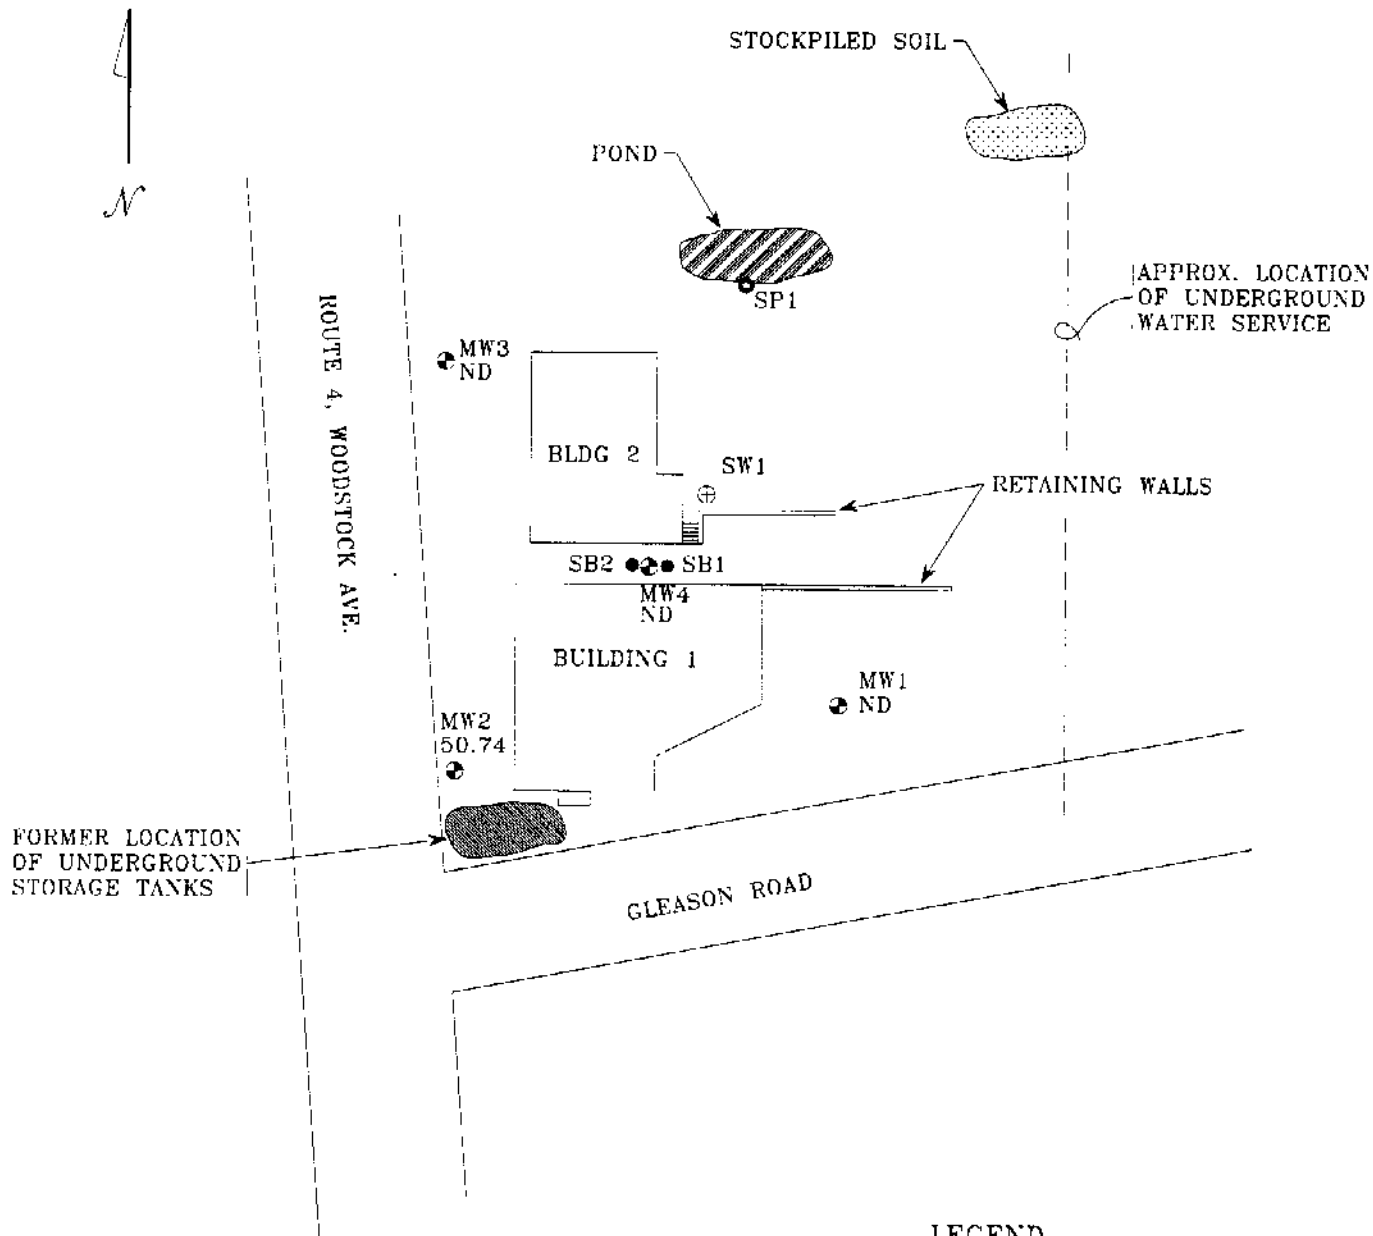 STOCKPILED SOIL
POND
N
SP1
APPROX. LOCATION
OF UNDERGROUND
WATER SERVICE
ROUTE 4, WOODSTOCK AVE.
MW3
ND
BLDG 2
SW1
RETAINING WALLS
SB2
SB1
MW4
ND
BUILDING 1
MW1
ND
MW2
50.74
FORMER LOCATION
OF UNDERGROUND
STORAGE TANKS
GLEASON ROAD
LEGEND